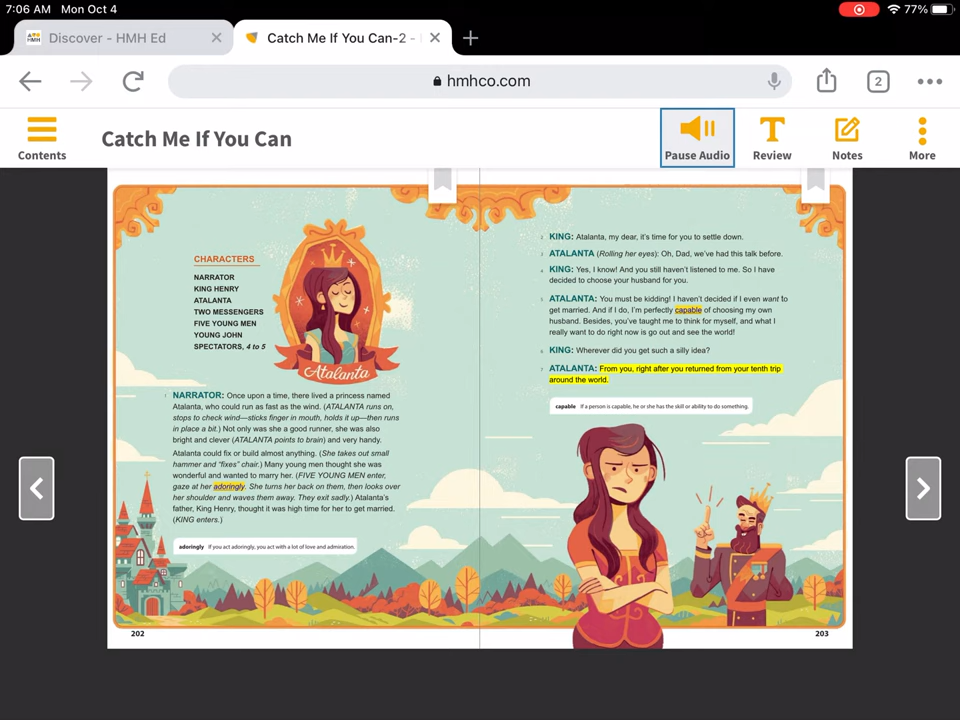 7:06 AM Mon Oct 4
77%
Discover - HMH Ed
Catch Me If You Can-2 -
hmhco.com
2
Contents
Catch Me If You Can
Pause Audio
Review
Notes
More
CHARACTERS
NARRATOR
KING HENRY
ATALANTA
TWO MESSENGERS
FIVE YOUNG MEN
YOUNG JOHN
SPECTATORS, 4 to 5
Atalanta
1 NARRATOR: Once upon a time, there lived a princess named
Atalanta, who could run as fast as the wind. (ATALANTA runs on,
stops to check wind—sticks finger in mouth, holds it up—then runs
in place a bit.) Not only was she a good runner, she was also
bright and clever (ATALANTA points to brain) and very handy.
Atalanta could fix or build almost anything. (She takes out small
hammer and "fixes" chair.) Many young men thought she was
wonderful and wanted to marry her. (FIVE YOUNG MEN enter,
gaze at her adoringly. She turns her back on them, then looks over
her shoulder and waves them away. They exit sadly.) Atalanta's
father, King Henry, thought it was high time for her to get married.
(KING enters.)
adoringly If you act adoringly, you act with a lot of love and admiration.
202
2 KING: Atalanta, my dear, it's time for you to settle down.
3 ATALANTA (Rolling her eyes): Oh, Dad, we've had this talk before.
4 KING: Yes, I know! And you still haven't listened to me. So I have
decided to choose your husband for you.
5 ATALANTA: You must be kidding! I haven't decided if I even want to
get married. And if I do, I'm perfectly capable of choosing my own
husband. Besides, you've taught me to think for myself, and what I
really want to do right now is go out and see the world!
6 KING: Wherever did you get such a silly idea?
7 ATALANTA: From you, right after you returned from your tenth trip
around the world.
capable If a person is capable, he or she has the skill or ability to do something.
203